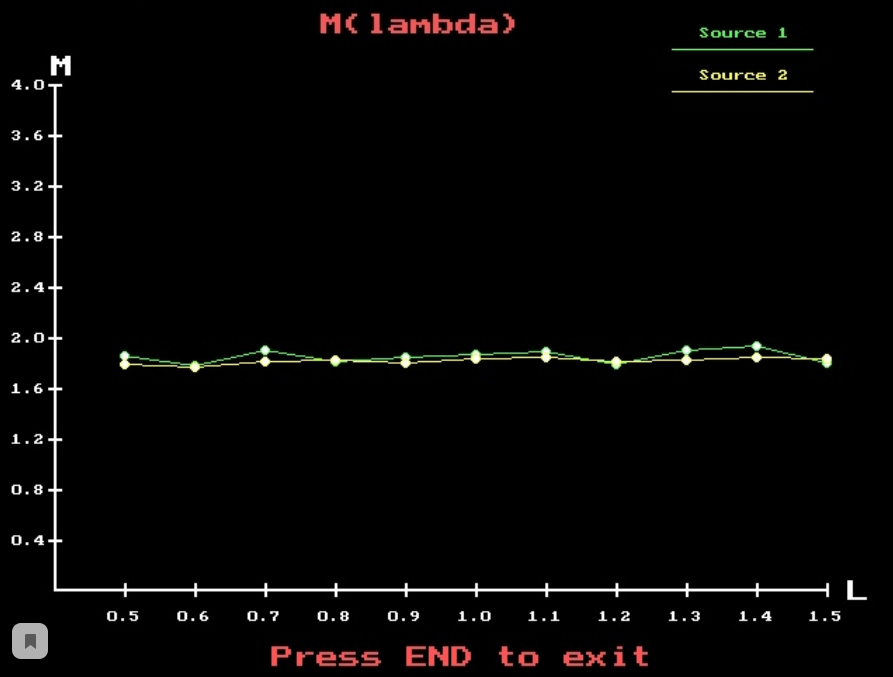 M(lambda)
Source 1
Source 2
M
4.0
3.6
3.2
2.8
2.4
2.0
1.6
1.2
0.8
0.4
L
0.5 0.6 0.7 0.8 0.9 1.0 1.1 1.2 1.3 1.4 1.5
Press END to exit